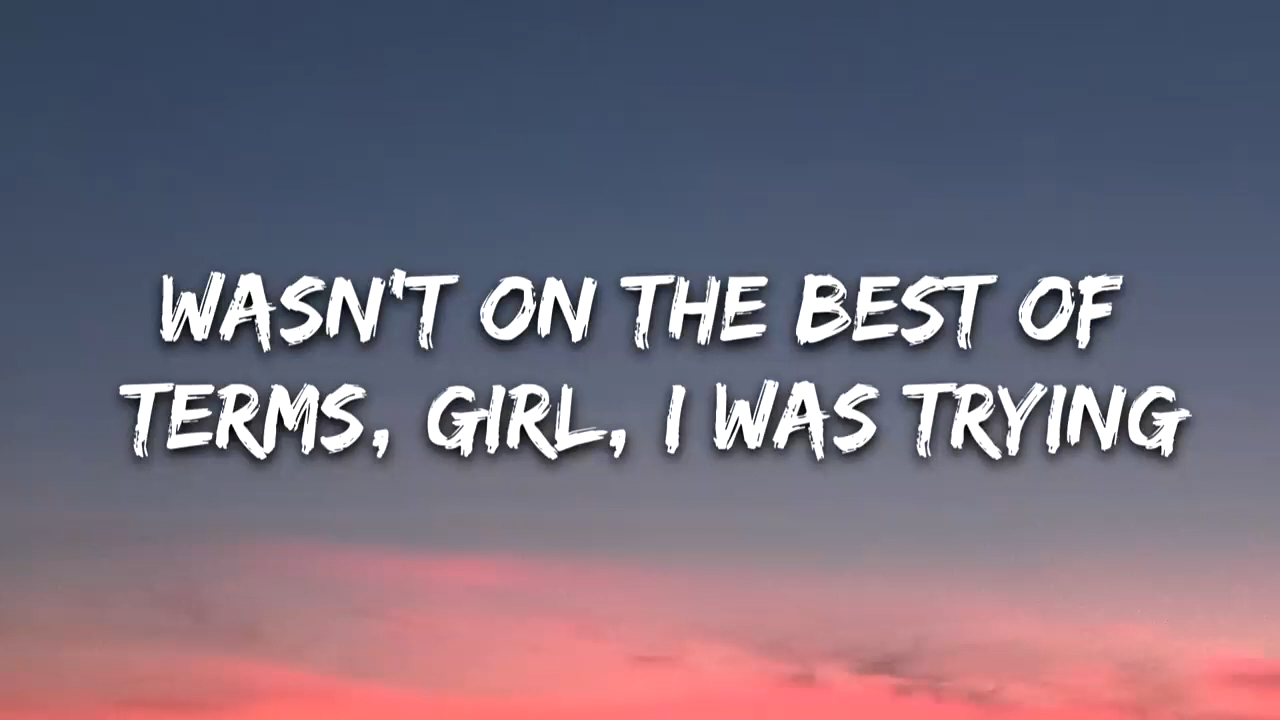 WASN'T ON THE BEST OF
TERMS, GIRL, I WAS TRYING